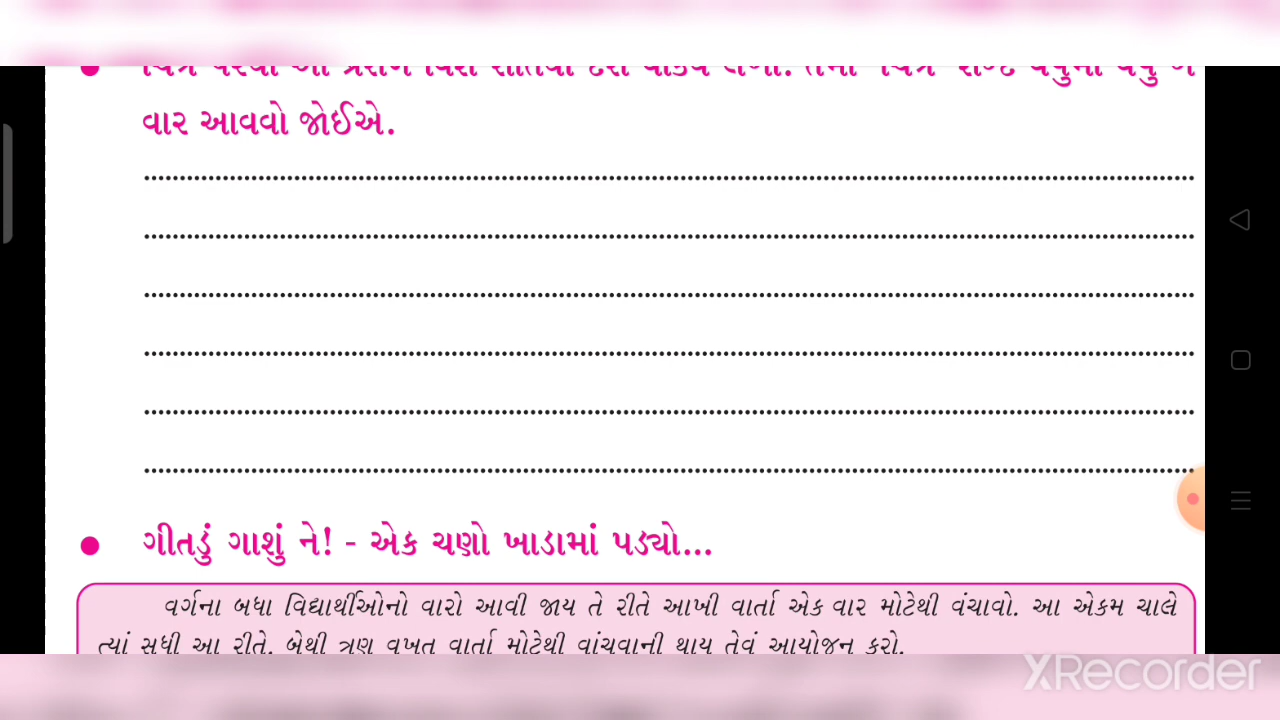 વાર આવવો જોઈએ.
ગીતડું ગાશું ને! - એક ચણો ખાડામાં પડ્યો...
વર્ગના બધા વિદ્યાર્થીઓનો વારો આવી જાય તે રીતે આખી વાર્તા એક વાર મોટેથી વંચાવો. આ એકમ ચાલે
ત્યાં સુધી આ રીતે, બેથી ત્રણ વખત વાર્તા મોટેથી વાંચવાની થાય તેવું આયોજન કરો.
XRecorder